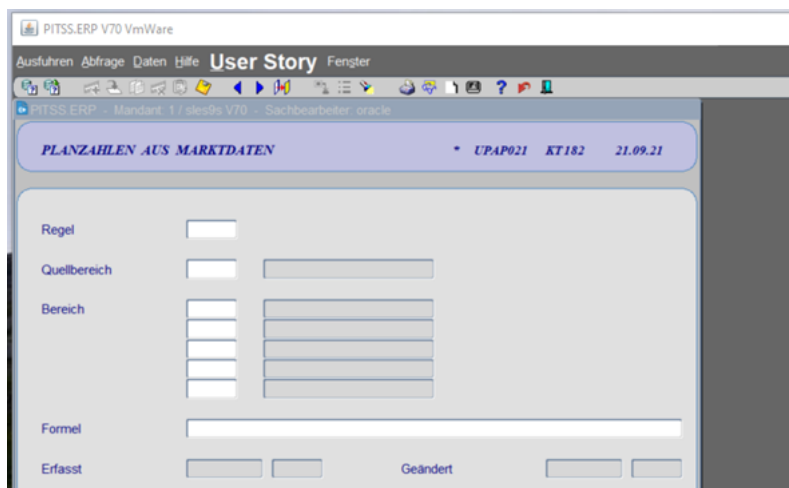 PITSS.ERP V70 VmWare
Ausfuhren Abfrage Daten Hilfe User Story Fenster
PITSS.ERP - Mandant: 1 / sles9s V70 - Sachbearbeiter: oracle
PLANZAHLEN AUS MARKTDATEN * UPAP021 KT182 21.09.21
Regel
Quellbereich
Bereich
Formel
Erfasst Geändert